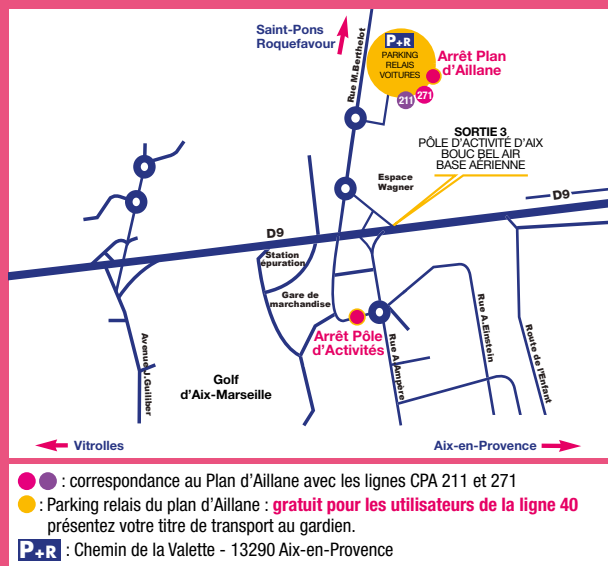 Saint-Pons
Roquefavour
Rue M.Berthelot
P+R
PARKING
RELAIS
VOITURES
Arrêt Plan
d'Aillane
211
271
SORTIE 3
PÔLE D'ACTIVITÉ D'AIX
BOUC BEL AIR
BASE AÉRIENNE
Espace
Wagner
D9
D9
Station
épuration
Gare de
marchandise
Arrêt Pôle
d'Activités
Avenue J.Guiliber
Rue A.Ampère
Rue A.Einstein
Route de l'Enfant
Golf
d'Aix-Marseille
Vitrolles
Aix-en-Provence
: correspondance au Plan d'Aillane avec les lignes CPA 211 et 271
: Parking relais du plan d'Aillane : gratuit pour les utilisateurs de la ligne 40
présentez votre titre de transport au gardien.
P+R : Chemin de la Valette - 13290 Aix-en-Provence